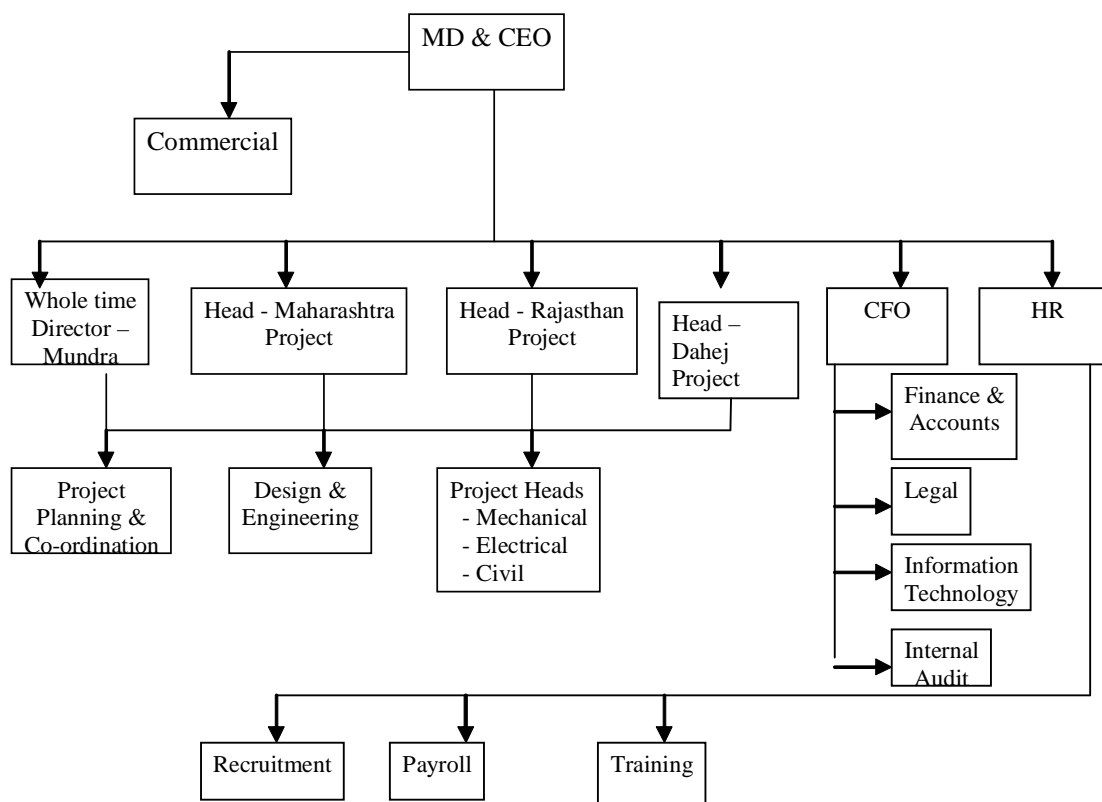 MD & CEO
Commercial
Whole time
Director –
Mundra
Head - Maharashtra
Project
Head - Rajasthan
Project
Head –
Dahej
Project
CFO
HR
Finance &
Accounts
Legal
Information
Technology
Internal
Audit
Project
Planning &
Co-ordination
Design &
Engineering
Project Heads
- Mechanical
- Electrical
- Civil
Recruitment
Payroll
Training